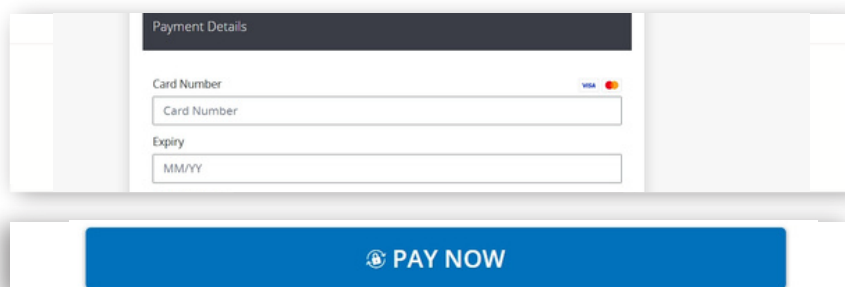 Payment Details
Card Number VISA
Card Number
Expiry
MM/YY
PAY NOW